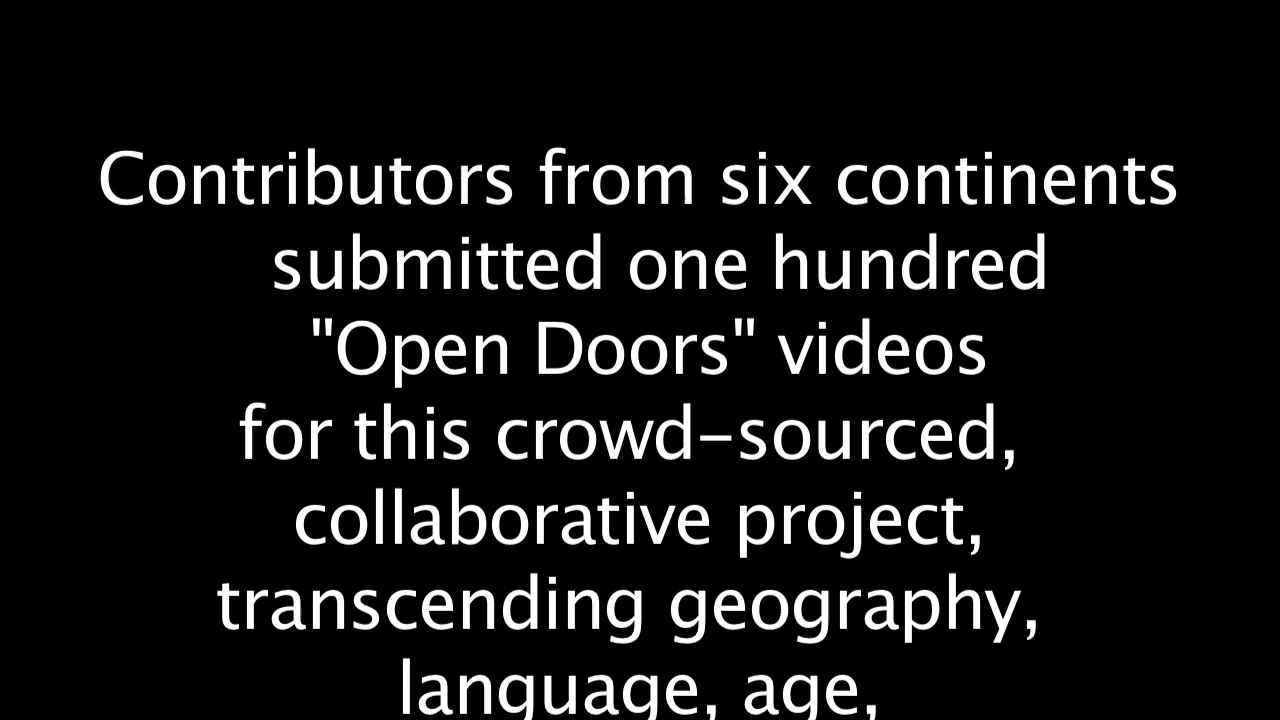 Contributors from six continents
submitted one hundred
"Open Doors" videos
for this crowd-sourced,
collaborative project,
transcending geography,
language, age,